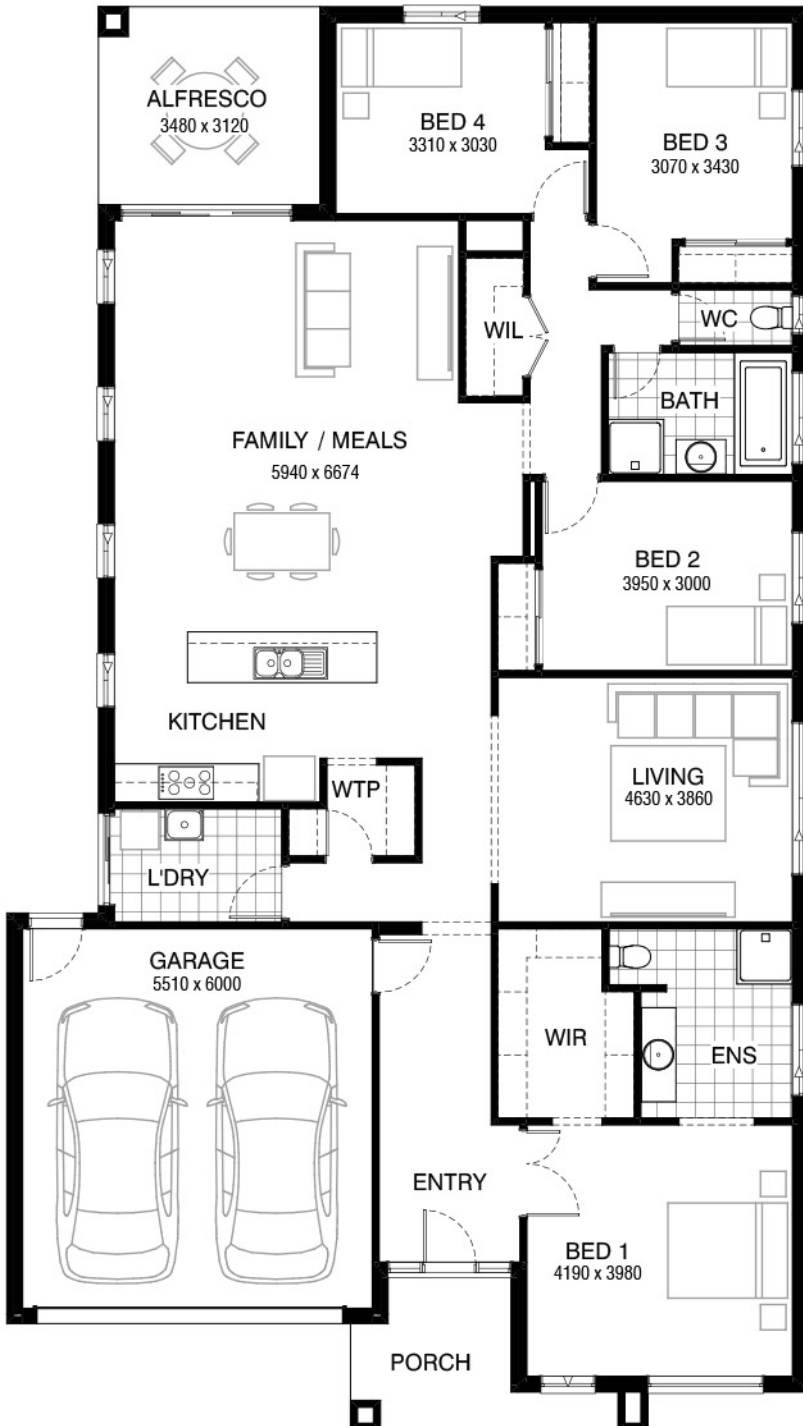 ALFRESCO
3480 x 3120
BED 4
3310 x 3030
BED 3
3070 x 3430
WIL
WC
BATH
FAMILY / MEALS
5940 x 6674
BED 2
3950 x 3000
KITCHEN
WTP
LIVING
4630 x 3860
L'DRY
GARAGE
5510 x 6000
WIR
ENS
ENTRY
BED 1
4190 x 3980
PORCH